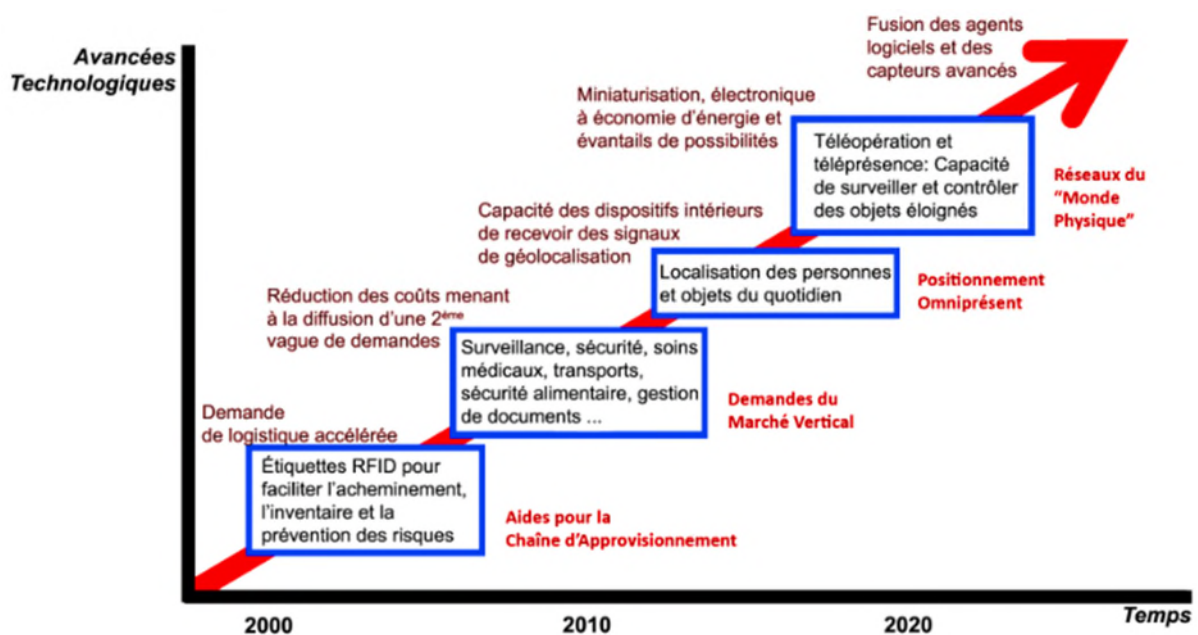 Avancées
Technologiques
Fusion des agents
logiciels et des
capteurs avancés
Miniaturisation, électronique
à économie d'énergie et
évantails de possibilités
Téléopération et
téléprésence: Capacité
de surveiller et contrôler
des objets éloignés
Réseaux du
“Monde
Physique”
Capacité des dispositifs intérieurs
de recevoir des signaux
de géolocalisation
Localisation des personnes
et objets du quotidien
Positionnement
Omniprésent
Réduction des coûts menant
à la diffusion d'une 2ème
vague de demandes
Surveillance, sécurité, soins
médicaux, transports,
sécurité alimentaire, gestion
de documents ...
Demandes du
Marché Vertical
Demande
de logistique accélérée
Étiquettes RFID pour
faciliter l'acheminement,
l'inventaire et la
prévention des risques
Aides pour la
Chaîne d'Approvisionnement
2000
2010
2020
Temps